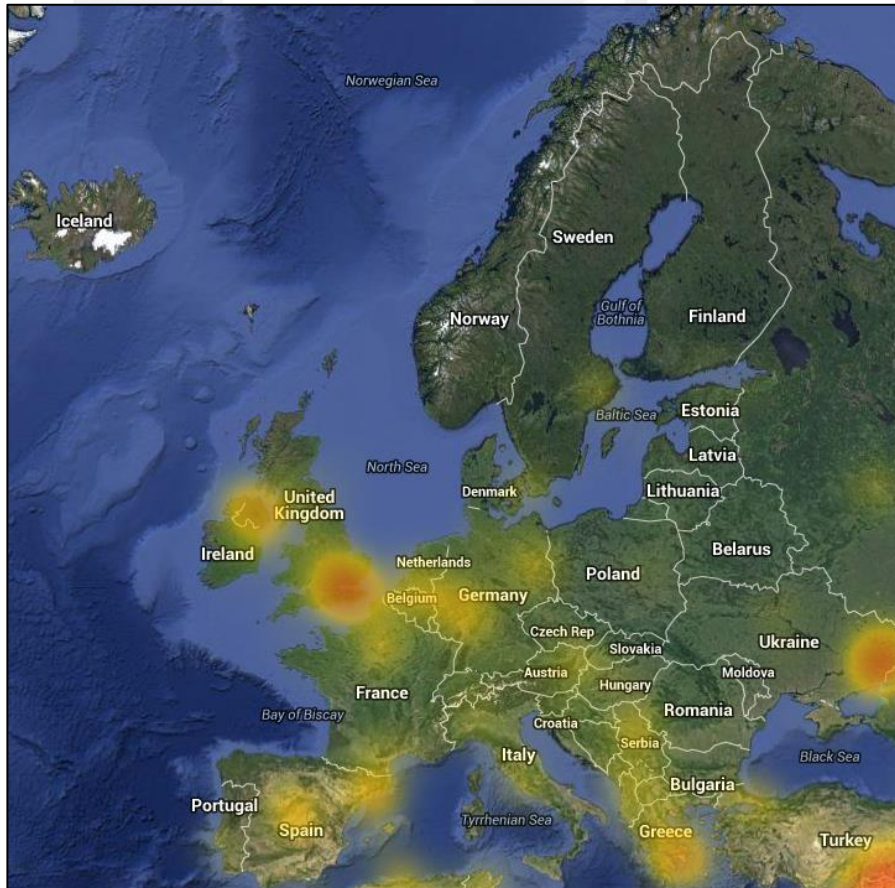 Norwegian Sea
Iceland
Sweden
Gulf of
Bothnia
Norway
Finland
Baltic Sea
Estonia
Latvia
North Sea
Denmark
Lithuania
United
Kingdom
Ireland
Belarus
Netherlands
Poland
Belgium
Germany
Czech Rep
Ukraine
Slovakia
Austria
Moldova
Hungary
France
Romania
Bay of Biscay
Croatia
Serbia
Italy
Black Sea
Bulgaria
Portugal
Spain
Tyrrhenian Sea
Greece
Turkey